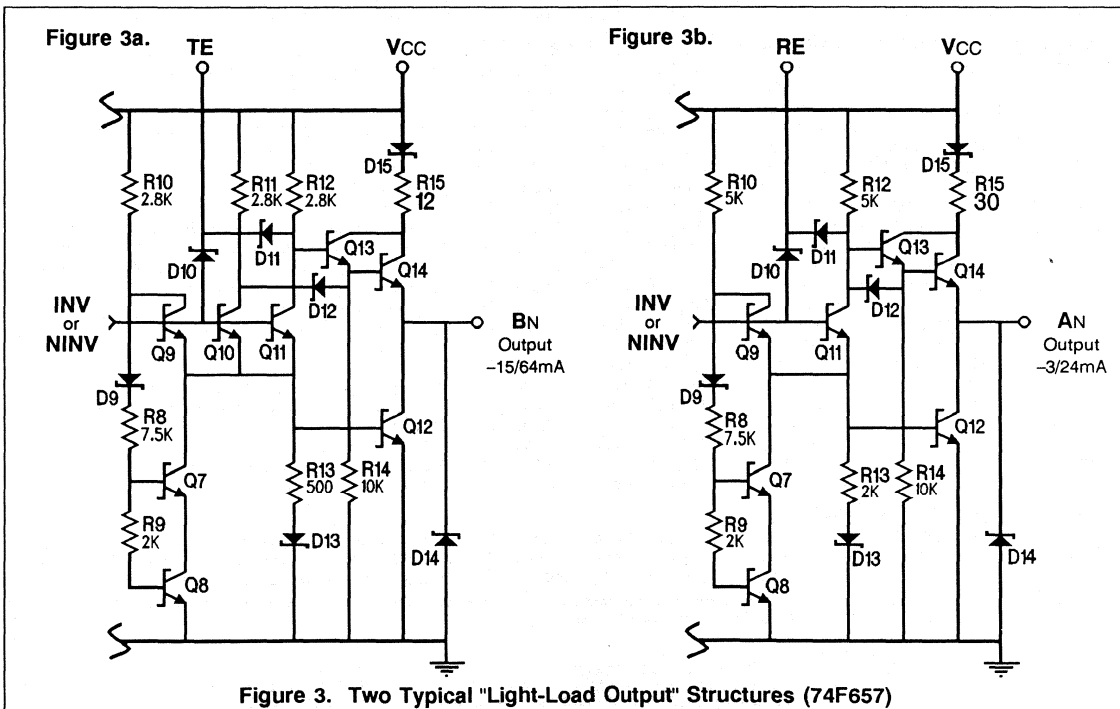 Figure 3a.
TE
VCC
D15
R10
2.8K
R11
2.8K
R12
2.8K
R15
12
D11
Q13
D10
Q14
D12
INV
or
NINV
Q9
Q10
Q11
BN
Output
–15/64mA
D9
R8
7.5K
Q12
Q7
R13
500
R14
10K
R9
2K
D13
D14
Q8
Figure 3b.
RE
VCC
D15
R10
5K
R12
5K
R15
30
D11
Q13
D10
Q14
D12
INV
or
NINV
Q9
Q11
AN
Output
–3/24mA
D9
R8
7.5K
Q12
Q7
R13
2K
R14
10K
R9
2K
D13
D14
Q8
Figure 3. Two Typical "Light-Load Output" Structures (74F657)